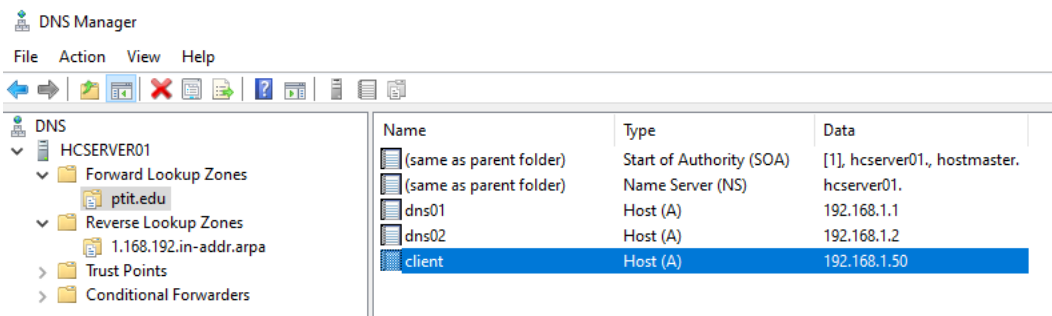 DNS Manager
File Action View Help
DNS
HCSERVER01
Forward Lookup Zones
ptit.edu
Reverse Lookup Zones
1.168.192.in-addr.arpa
Trust Points
Conditional Forwarders
Name Type Data
(same as parent folder) Start of Authority (SOA) [1], hcserver01., hostmaster.
(same as parent folder) Name Server (NS) hcserver01.
dns01 Host (A) 192.168.1.1
dns02 Host (A) 192.168.1.2
client Host (A) 192.168.1.50